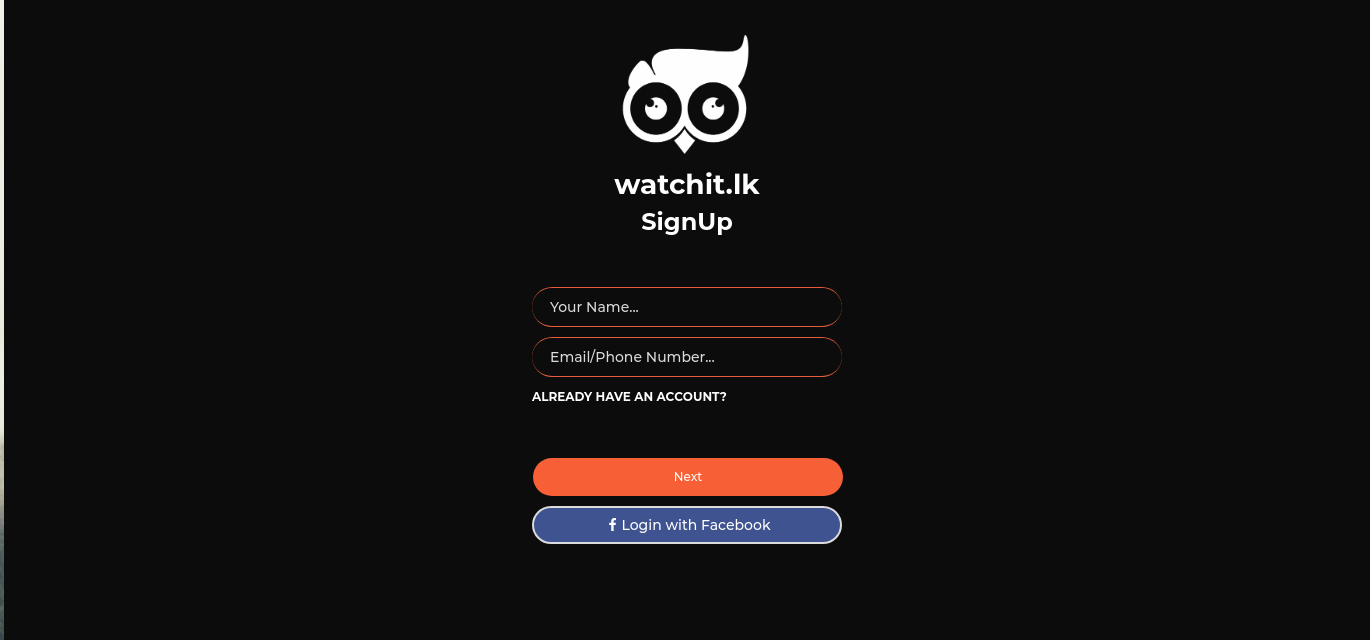 watchit.lk
SignUp
Your Name...
Email/Phone Number...
ALREADY HAVE AN ACCOUNT?
Next
f Login with Facebook